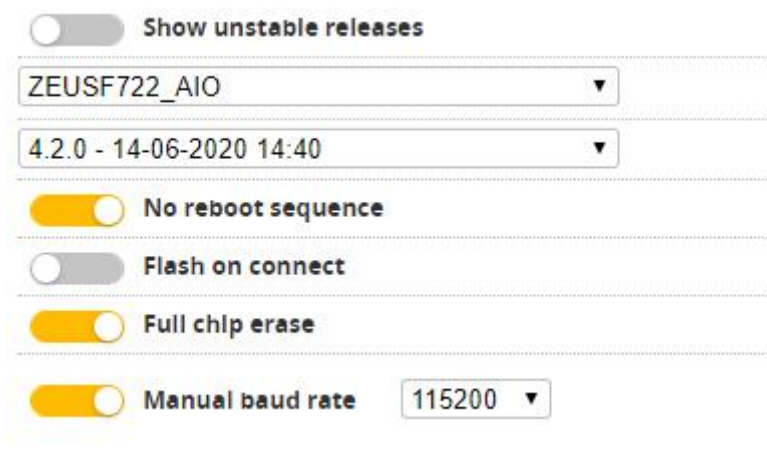 Show unstable releases
ZEUSF722_AIO
4.2.0 - 14-06-2020 14:40
No reboot sequence
Flash on connect
Full chip erase
Manual baud rate 115200